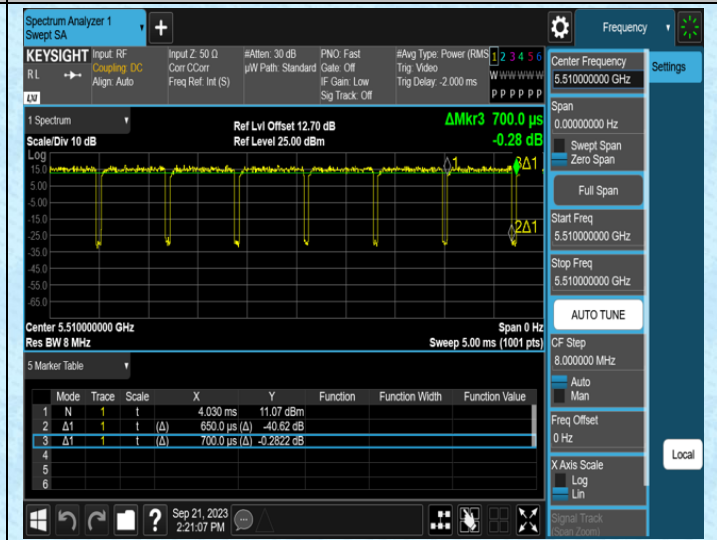 Spectrum Analyzer 1
Swept SA
+
Frequency
KEYSIGHT
RL
LXI
Input: RF
Coupling: DC
Align: Auto
Input Z: 50 Ω
Corr CCorr
Freq Ref: Int (S)
#Atten: 30 dB
µW Path: Standard
PNO: Fast
Gate: Off
IF Gain: Low
Sig Track: Off
#Avg Type: Power (RMS
Trig: Video
Trig Delay: -2.000 ms
1 2 3 4 5 6
W W W W W W
P P P P P P
1 Spectrum
Scale/Div 10 dB
Log
Ref Lvl Offset 12.70 dB
Ref Level 25.00 dBm
ΔMkr3 700.0 µs
-0.28 dB
15.0
5.00
-5.00
-15.0
-25.0
-35.0
-45.0
-55.0
-65.0
1
3Δ1
2Δ1
Center 5.510000000 GHz
Res BW 8 MHz
Span 0 Hz
Sweep 5.00 ms (1001 pts)
5 Marker Table
Mode Trace Scale X Y Function Function Width Function Value
1 N 1 t 4.030 ms 11.07 dBm
2 Δ1 1 t (Δ) 650.0 µs (Δ) -40.62 dB
3 Δ1 1 t (Δ) 700.0 µs (Δ) -0.2822 dB
4
5
6
Sep 21, 2023
2:21:07 PM
?
Center Frequency
5.510000000 GHz
Settings
Span
0.00000000 Hz
Swept Span
Zero Span
Full Span
Start Freq
5.510000000 GHz
Stop Freq
5.510000000 GHz
AUTO TUNE
CF Step
8.000000 MHz
Auto
Man
Freq Offset
0 Hz
X Axis Scale
Log
Lin
Local
Signal Track
(Span Zoom)